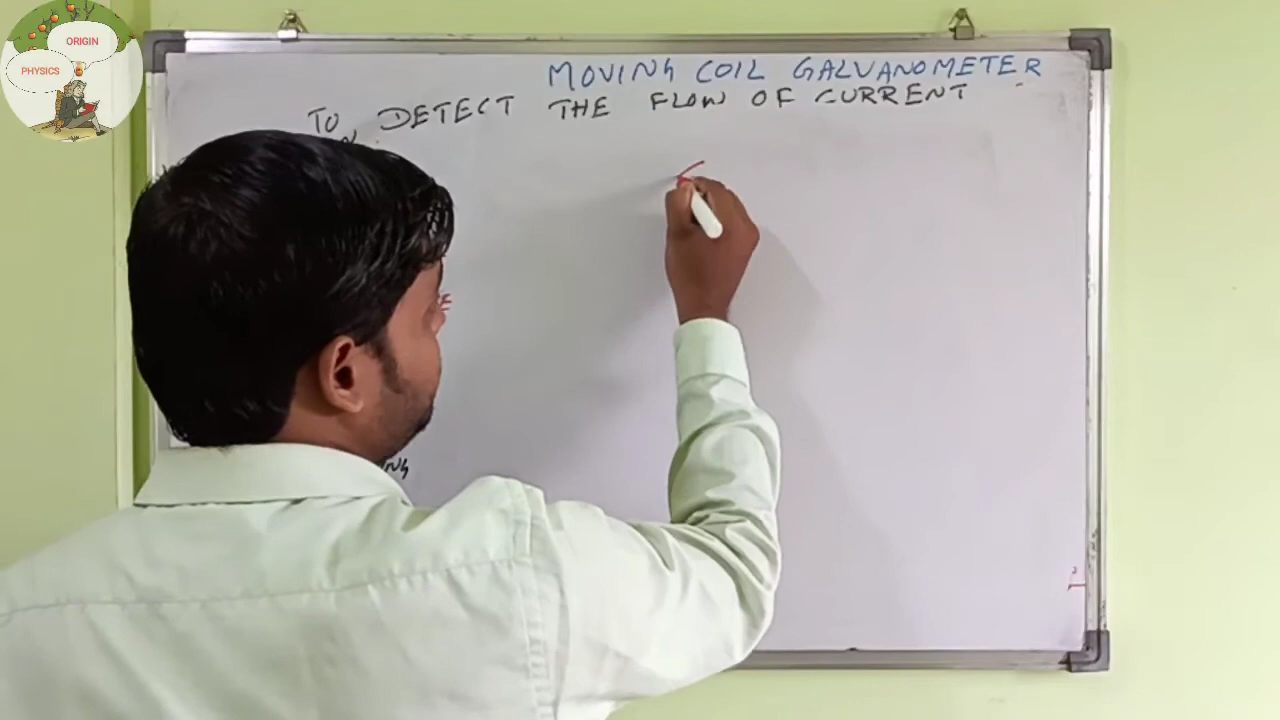 ORIGIN
PHYSICS
MOVING COIL GALVANOMETER
TO DETECT THE FLOW OF CURRENT